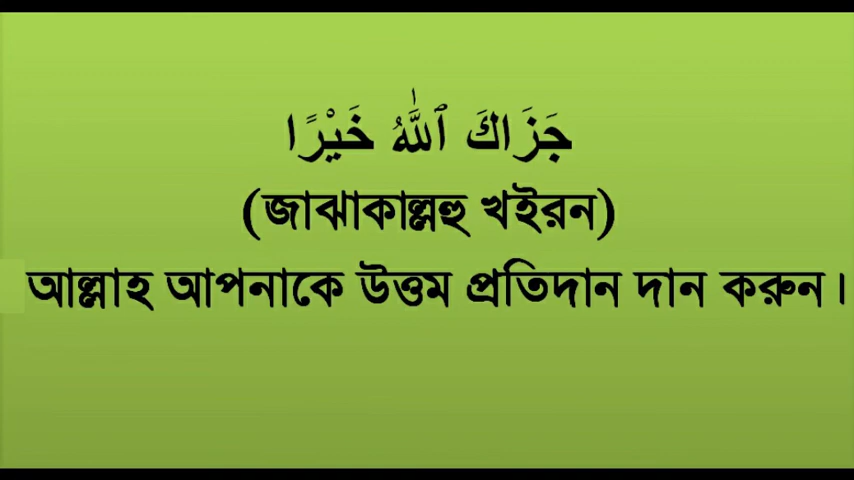 جَزَاكَ ٱللَّٰهُ خَيْرًا
(জাঝাকাল্লহু খইরন)
আল্লাহ আপনাকে উত্তম প্রতিদান দান করুন।